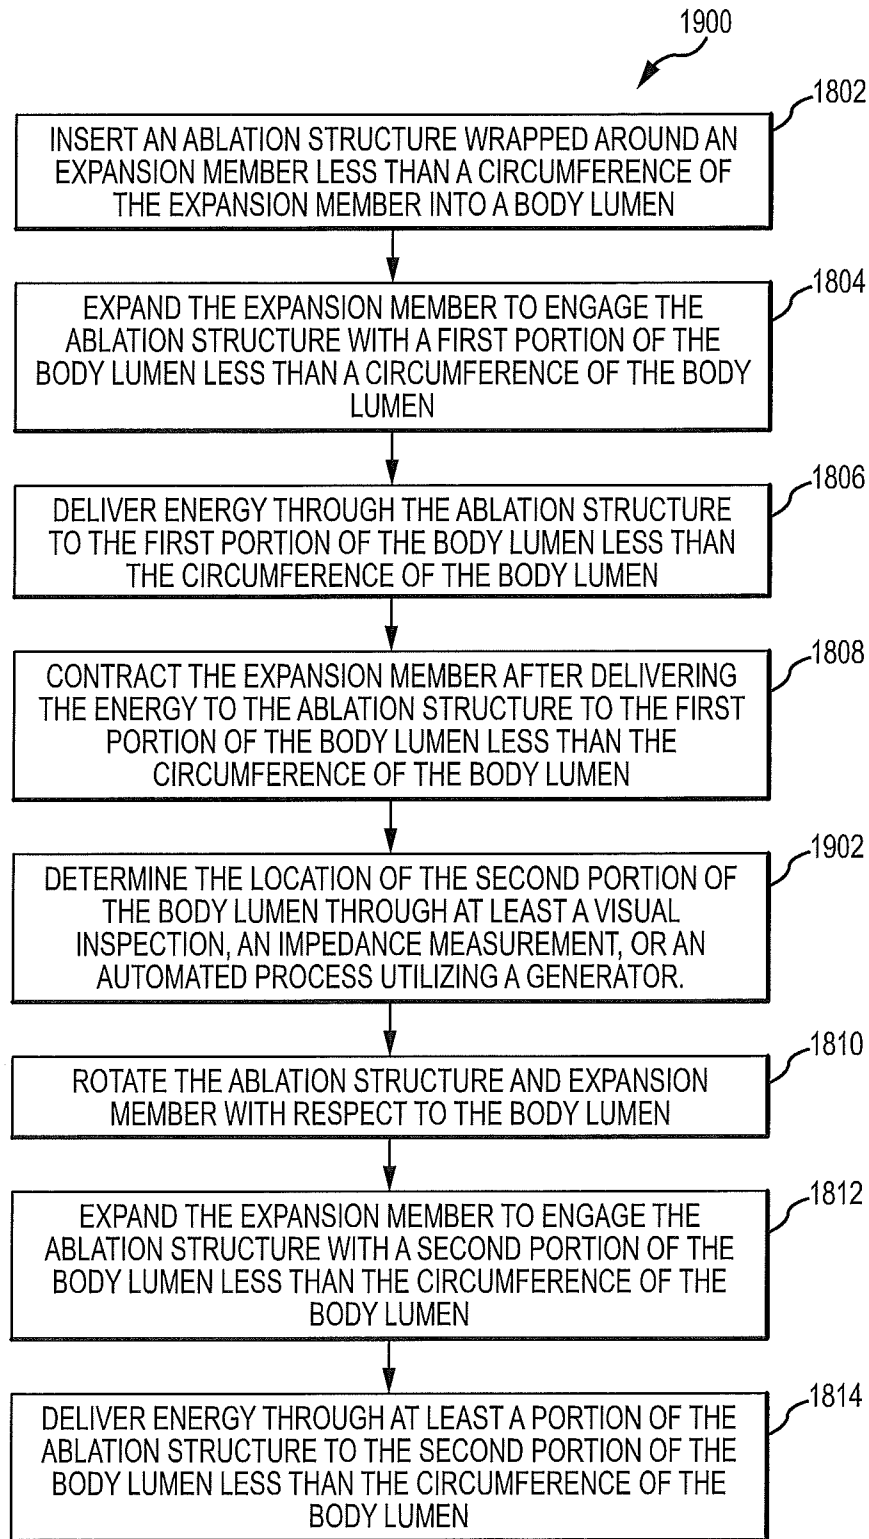 1900
1802
INSERT AN ABLATION STRUCTURE WRAPPED AROUND AN
EXPANSION MEMBER LESS THAN A CIRCUMFERENCE OF
THE EXPANSION MEMBER INTO A BODY LUMEN
1804
EXPAND THE EXPANSION MEMBER TO ENGAGE THE
ABLATION STRUCTURE WITH A FIRST PORTION OF THE
BODY LUMEN LESS THAN A CIRCUMFERENCE OF THE BODY
LUMEN
1806
DELIVER ENERGY THROUGH THE ABLATION STRUCTURE
TO THE FIRST PORTION OF THE BODY LUMEN LESS THAN
THE CIRCUMFERENCE OF THE BODY LUMEN
1808
CONTRACT THE EXPANSION MEMBER AFTER DELIVERING
THE ENERGY TO THE ABLATION STRUCTURE TO THE FIRST
PORTION OF THE BODY LUMEN LESS THAN THE
CIRCUMFERENCE OF THE BODY LUMEN
1902
DETERMINE THE LOCATION OF THE SECOND PORTION OF
THE BODY LUMEN THROUGH AT LEAST A VISUAL
INSPECTION, AN IMPEDANCE MEASUREMENT, OR AN
AUTOMATED PROCESS UTILIZING A GENERATOR.
1810
ROTATE THE ABLATION STRUCTURE AND EXPANSION
MEMBER WITH RESPECT TO THE BODY LUMEN
1812
EXPAND THE EXPANSION MEMBER TO ENGAGE THE
ABLATION STRUCTURE WITH A SECOND PORTION OF THE
BODY LUMEN LESS THAN THE CIRCUMFERENCE OF THE
BODY LUMEN
1814
DELIVER ENERGY THROUGH AT LEAST A PORTION OF THE
ABLATION STRUCTURE TO THE SECOND PORTION OF THE
BODY LUMEN LESS THAN THE CIRCUMFERENCE OF THE
BODY LUMEN